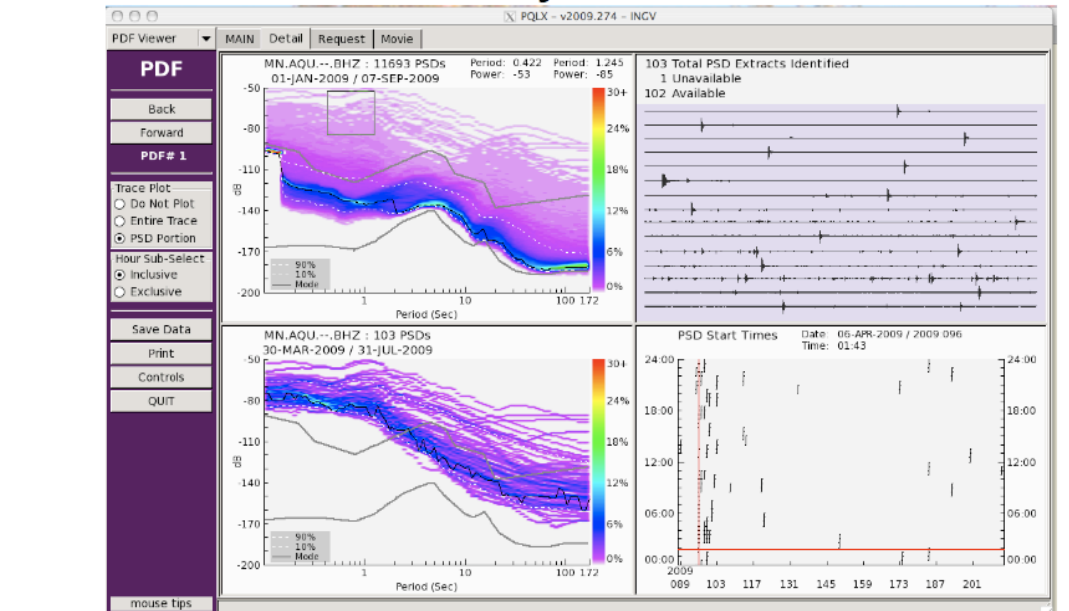 X PQLX – v2009.274 – INGV
PDF Viewer
MAIN Detail Request Movie
PDF
Back
Forward
PDF# 1
Trace Plot
Do Not Plot
Entire Trace
PSD Portion
Hour Sub-Select
Inclusive
Exclusive
Save Data
Print
Controls
QUIT
mouse tips
MN.AQU.--.BHZ : 11693 PSDs
01-JAN-2009 / 07-SEP-2009
Period: 0.422 Period: 1.245
Power: -53 Power: -85
-50
-80
-110
-140
-170
-200
dB
30+
24%
18%
12%
6%
0%
90%
10%
Mode
1 10 100 172
Period (Sec)
103 Total PSD Extracts Identified
1 Unavailable
102 Available
MN.AQU.--.BHZ : 103 PSDs
30-MAR-2009 / 31-JUL-2009
-50
-80
-110
-140
-170
-200
dB
30+
24%
18%
12%
6%
0%
90%
10%
Mode
1 10 100 172
Period (Sec)
PSD Start Times
Date: 06-APR-2009 / 2009 096
Time: 01:43
24:00 24:00
18:00 18:00
12:00 12:00
06:00 06:00
00:00 00:00
2009
009 103 117 131 145 159 173 107 201